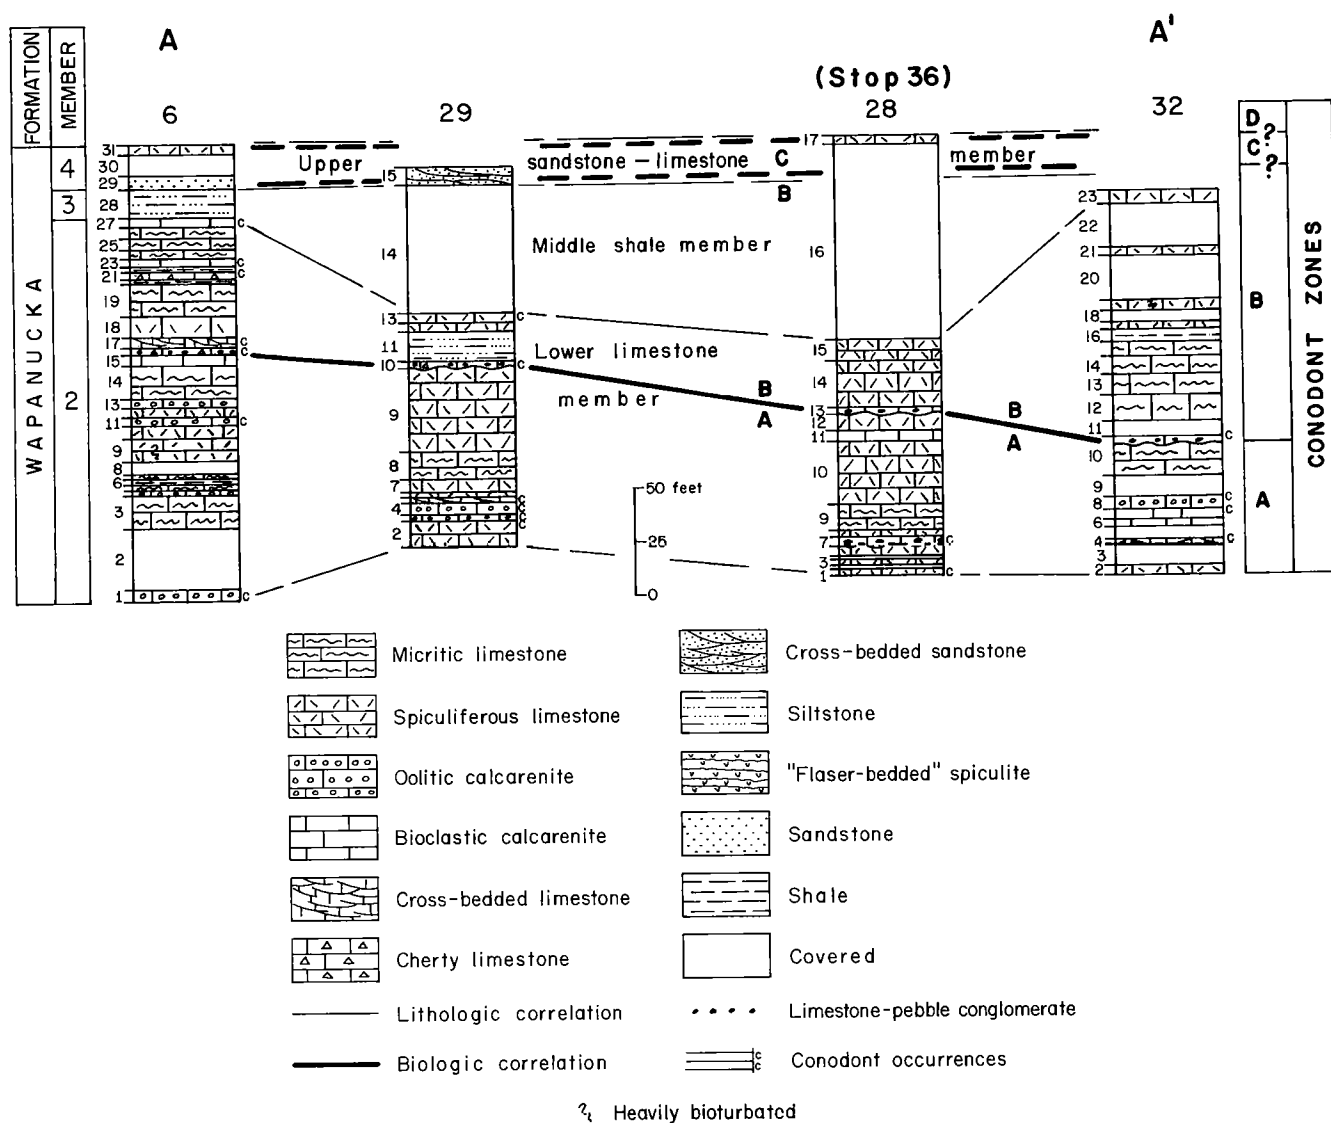 A
A'
(Stop 36)
FORMATION
MEMBER
6
29
28
32
WAPANUCKA
4
3
2
31
30
29
28
27
25
23
21
19
18
17
15
14
13
11
9
8
6
3
2
1
c
c
c
c
c
c
c
Upper
sandstone – limestone
C
member
B
Middle shale member
Lower limestone
member
B
A
B
A
15
14
13
11
10
9
8
7
4
2
c
c
c
c
c
c
50 feet
25
0
17
16
15
14
13
12
11
10
9
7
3
1
c
c
c
23
22
21
20
18
16
14
13
12
11
10
9
8
6
4
3
2
c
c
c
c
D
?
C
?
B
A
CONODONT ZONES
Micritic limestone
Cross-bedded sandstone
Spiculiferous limestone
Siltstone
Oolitic calcarenite
"Flaser-bedded" spiculite
Bioclastic calcarenite
Sandstone
Cross-bedded limestone
Shale
Cherty limestone
Covered
Lithologic correlation
Limestone-pebble conglomerate
Biologic correlation
c
c
Conodont occurrences
Heavily bioturbated